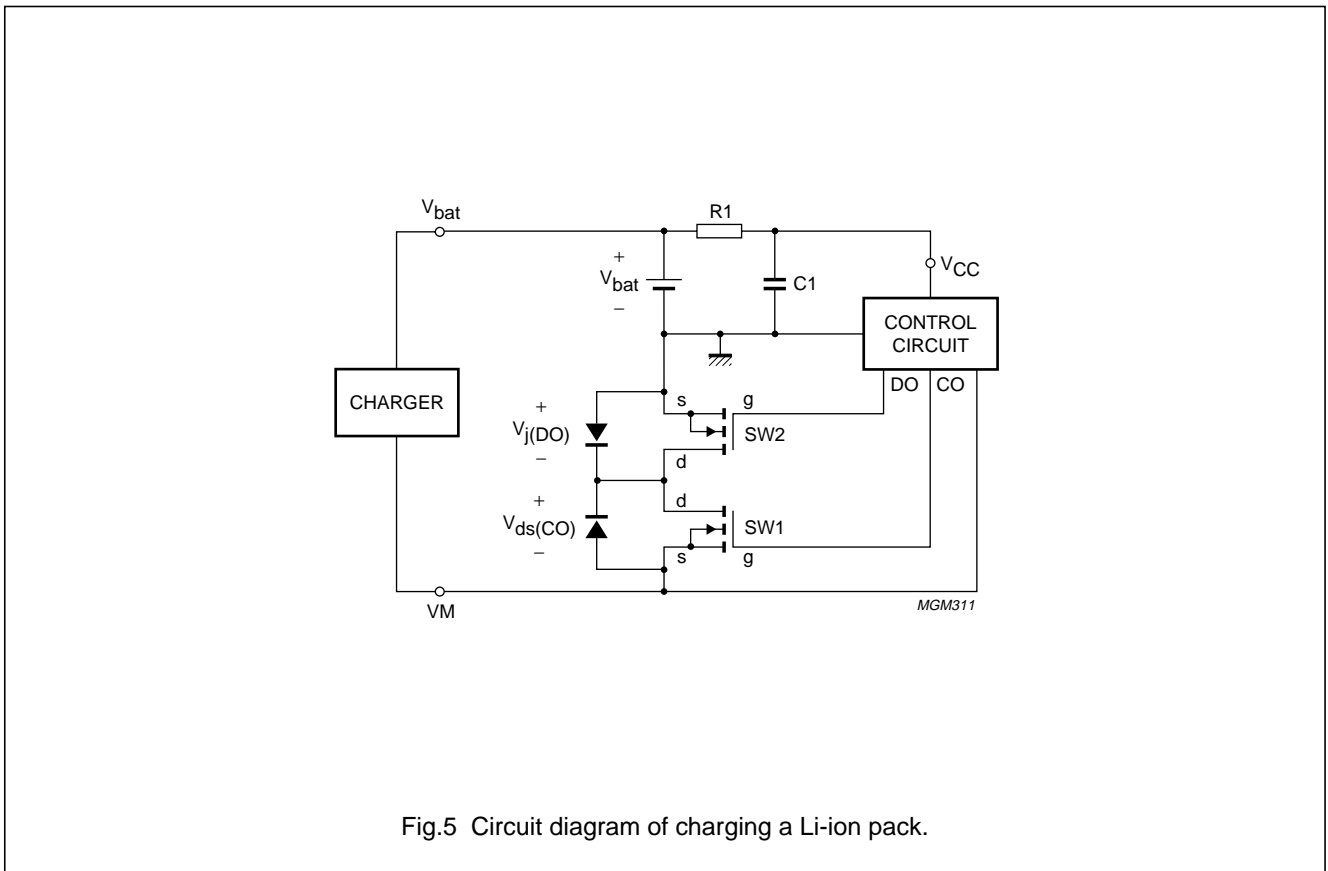 Vbat
R1
+
Vbat
−
C1
VCC
CONTROL
CIRCUIT
DO CO
CHARGER
+
Vj(DO)
−
s
g
SW2
d
+
Vds(CO)
−
d
SW1
s
g
VM
MGM311
Fig.5 Circuit diagram of charging a Li-ion pack.